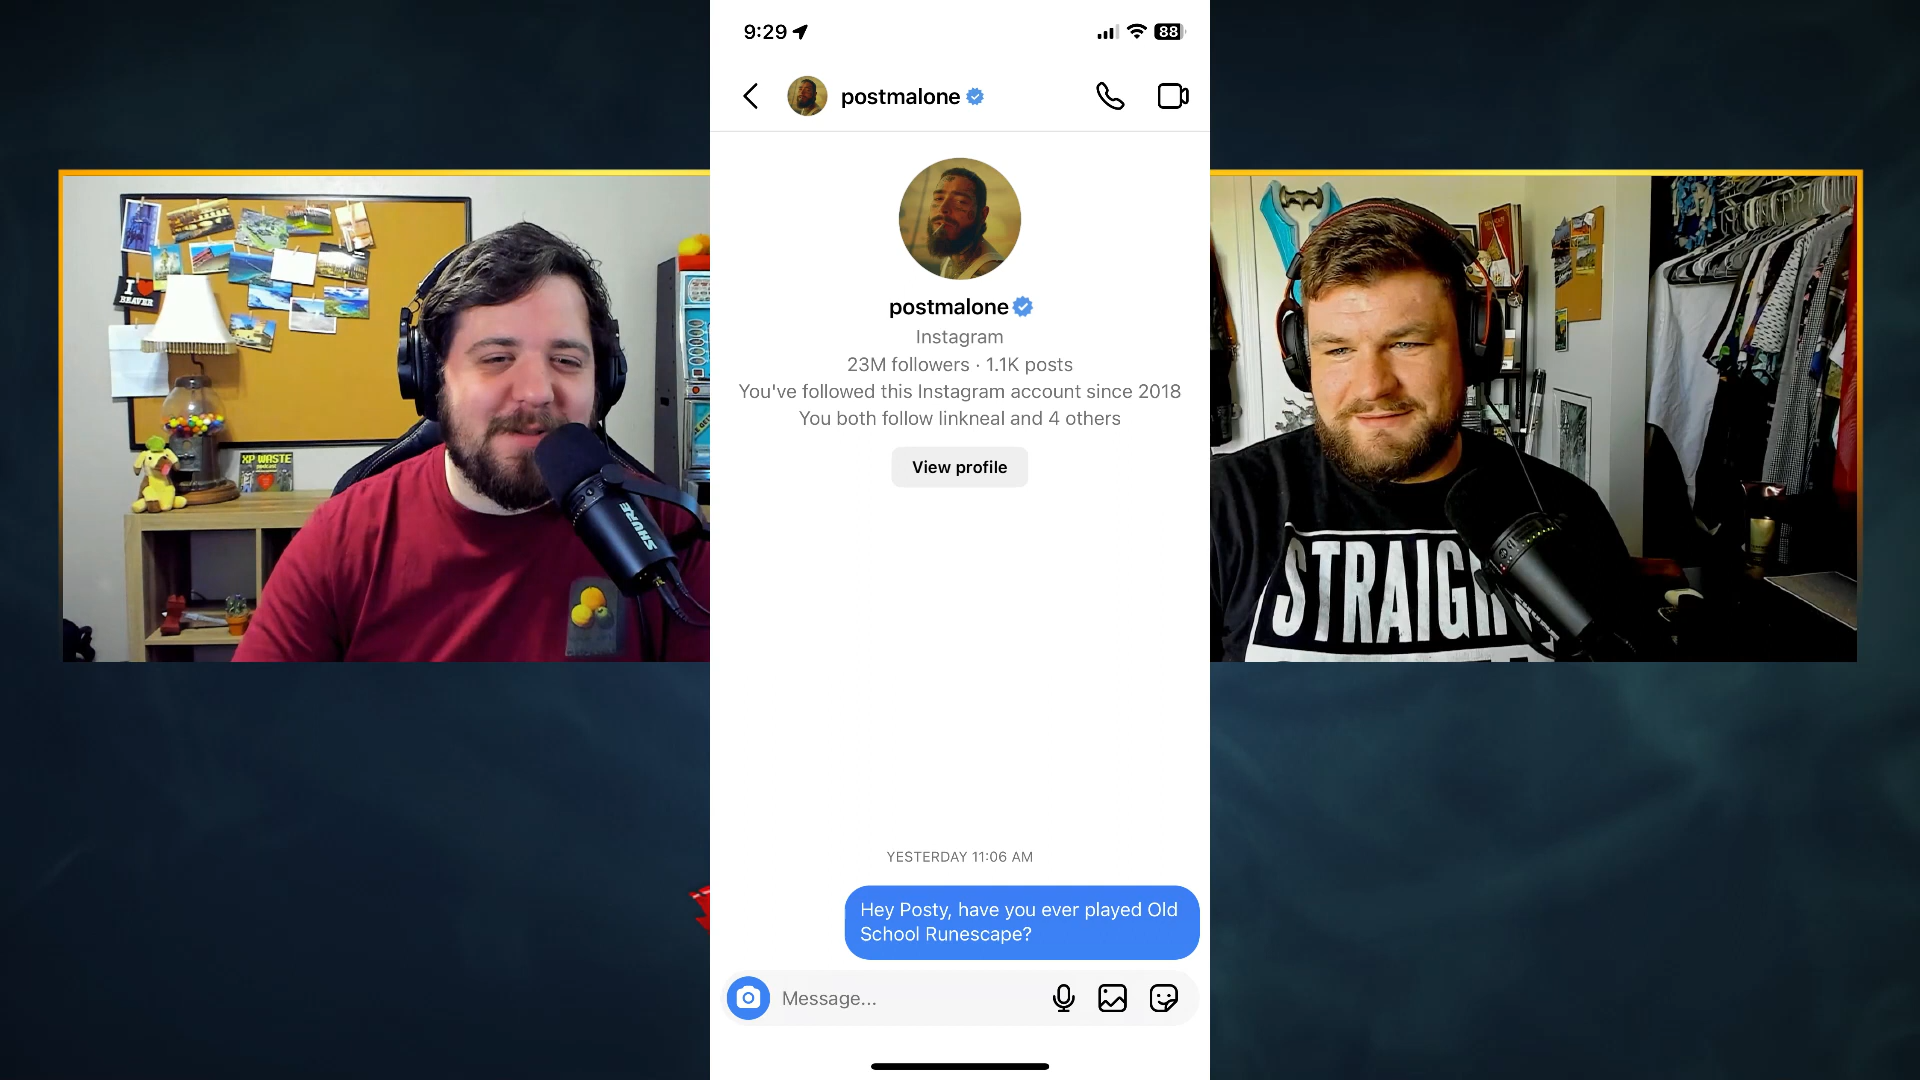 9:29
88
postmalone
postmalone
Instagram
23M followers · 1.1K posts
You've followed this Instagram account since 2018
You both follow linkneal and 4 others
View profile
YESTERDAY 11:06 AM
Hey Posty, have you ever played Old
School Runescape?
Message...
I
BEAVER
XP WASTE
podcast
SHURE
STRAIGH